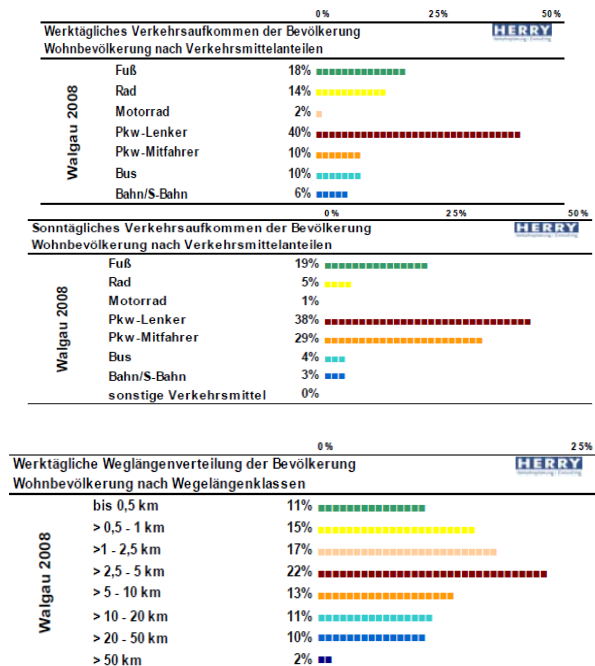 0% 25% 50%
Werktägliches Verkehrsaufkommen der Bevölkerung
HERRY
Wohnbevölkerung nach Verkehrsmittelanteilen
Walgau 2008
Fuß 18%
Rad 14%
Motorrad 2%
Pkw-Lenker 40%
Pkw-Mitfahrer 10%
Bus 10%
Bahn/S-Bahn 6%
0% 25% 50%
Sonntägliches Verkehrsaufkommen der Bevölkerung
HERRY
Wohnbevölkerung nach Verkehrsmittelanteilen
Walgau 2008
Fuß 19%
Rad 5%
Motorrad 1%
Pkw-Lenker 38%
Pkw-Mitfahrer 29%
Bus 4%
Bahn/S-Bahn 3%
sonstige Verkehrsmittel 0%
0% 25%
Werktägliche Weglängenverteilung der Bevölkerung
HERRY
Wohnbevölkerung nach Wegelängenklassen
Walgau 2008
bis 0,5 km 11%
> 0,5 - 1 km 15%
>1 - 2,5 km 17%
> 2,5 - 5 km 22%
> 5 - 10 km 13%
> 10 - 20 km 11%
> 20 - 50 km 10%
> 50 km 2%